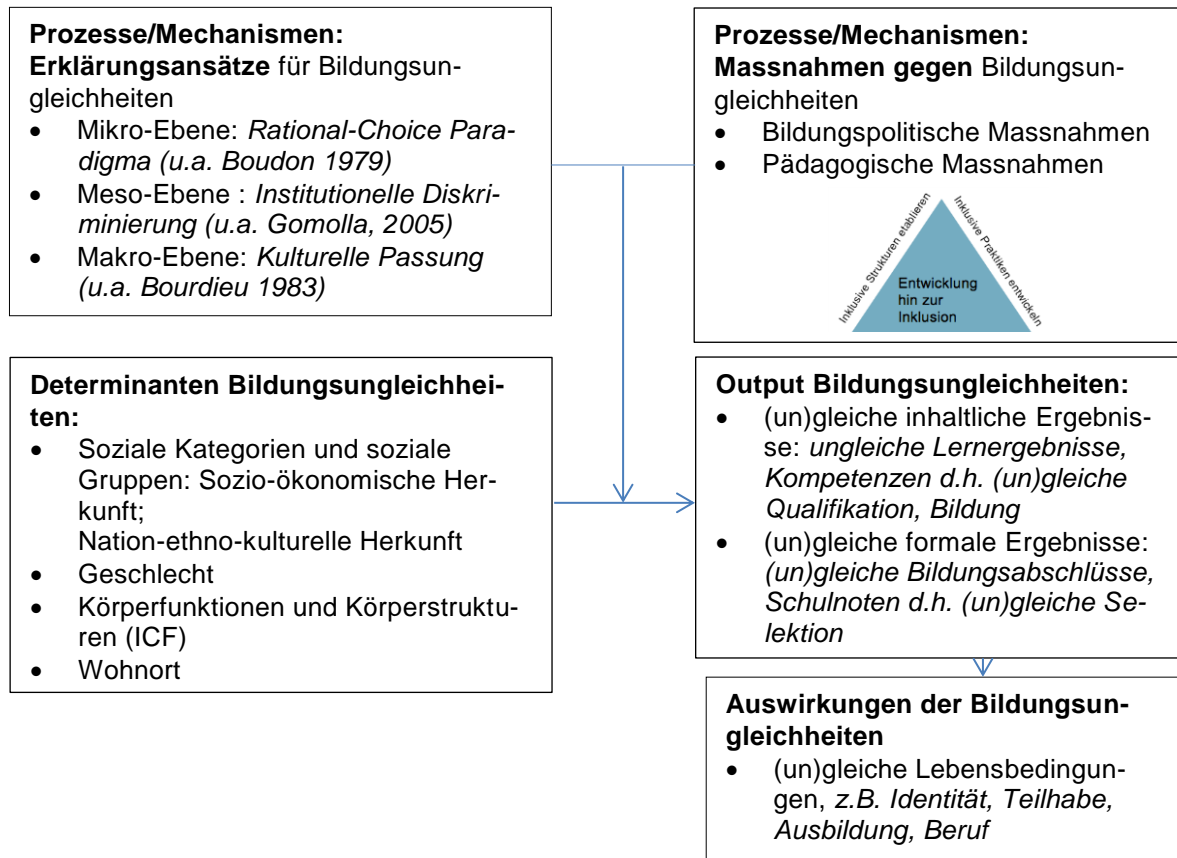 Prozesse/Mechanismen:
Erklärungsansätze für Bildungsun-
gleichheiten
• Mikro-Ebene: Rational-Choice Para-
digma (u.a. Boudon 1979)
• Meso-Ebene : Institutionelle Diskri-
minierung (u.a. Gomolla, 2005)
• Makro-Ebene: Kulturelle Passung
(u.a. Bourdieu 1983)
Prozesse/Mechanismen:
Massnahmen gegen Bildungsun-
gleichheiten
• Bildungspolitische Massnahmen
• Pädagogische Massnahmen
Inklusive Strukturen etablieren
Inklusive Praktiken entwickeln
Entwicklung
hin zur
Inklusion
Determinanten Bildungsungleichhei-
ten:
• Soziale Kategorien und soziale
Gruppen: Sozio-ökonomische Her-
kunft;
Nation-ethno-kulturelle Herkunft
• Geschlecht
• Körperfunktionen und Körperstruktu-
ren (ICF)
• Wohnort
Output Bildungsungleichheiten:
• (un)gleiche inhaltliche Ergebnis-
se: ungleiche Lernergebnisse,
Kompetenzen d.h. (un)gleiche
Qualifikation, Bildung
• (un)gleiche formale Ergebnisse:
(un)gleiche Bildungsabschlüsse,
Schulnoten d.h. (un)gleiche Se-
lektion
Auswirkungen der Bildungsun-
gleichheiten
• (un)gleiche Lebensbedingun-
gen, z.B. Identität, Teilhabe,
Ausbildung, Beruf